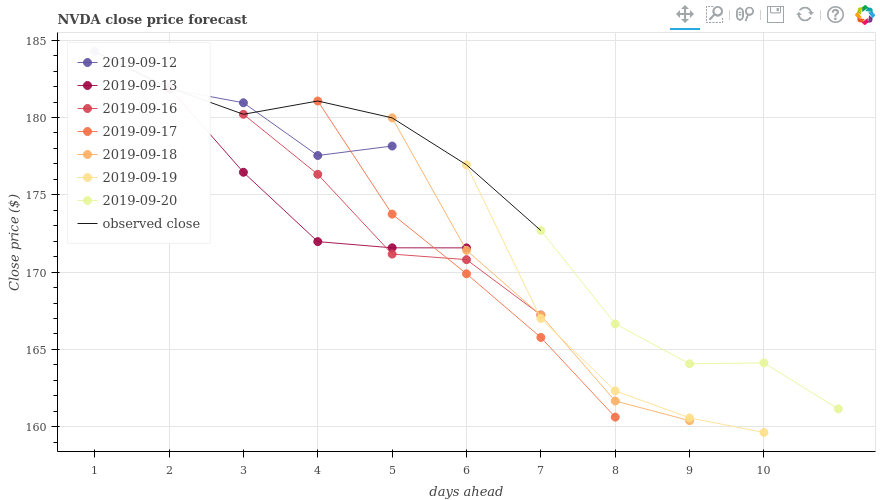 NVDA close price forecast
185
180
175
170
165
160
Close price ($)
2019-09-12
2019-09-13
2019-09-16
2019-09-17
2019-09-18
2019-09-19
2019-09-20
observed close
1 2 3 4 5 6 7 8 9 10
days ahead